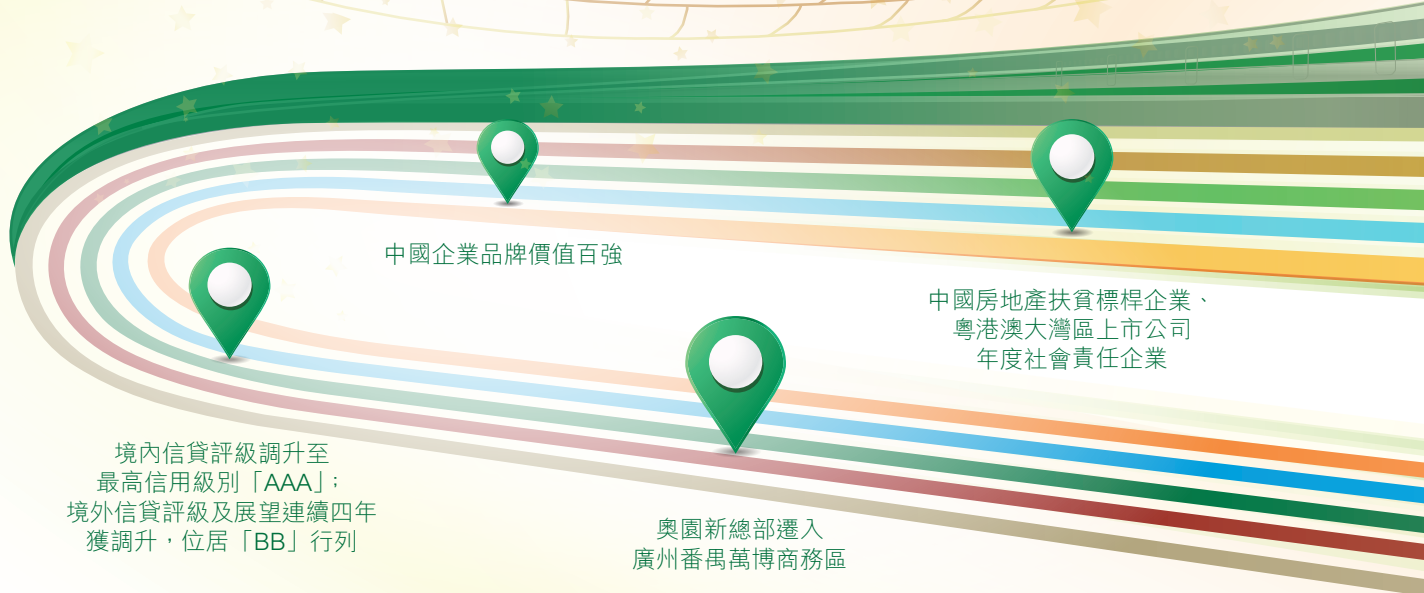 中國企業品牌價值百強
中國房地產扶貧標桿企業、
粵港澳大灣區上市公司
年度社會責任企業
境內信貸評級調升至
最高信用級別「AAA」；
境外信貸評級及展望連續四年
獲調升，位居「BB」行列
奧園新總部遷入
廣州番禺萬博商務區